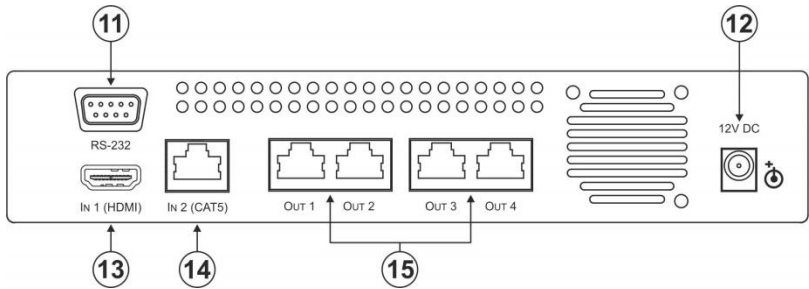 11
12
12V DC
RS-232
IN 1 (HDMI)
IN 2 (CAT5)
OUT 1
OUT 2
OUT 3
OUT 4
13
14
15